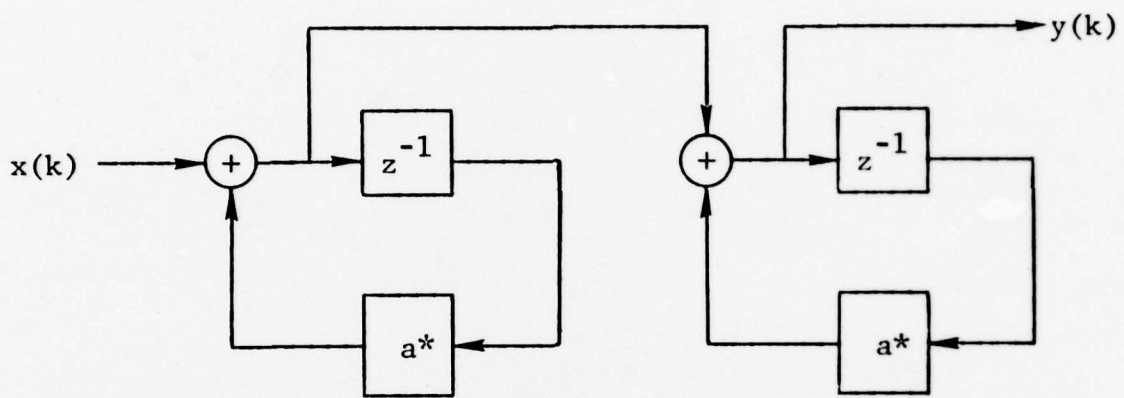 y(k)
x(k)
+
z^-1
+
z^-1
a*
a*